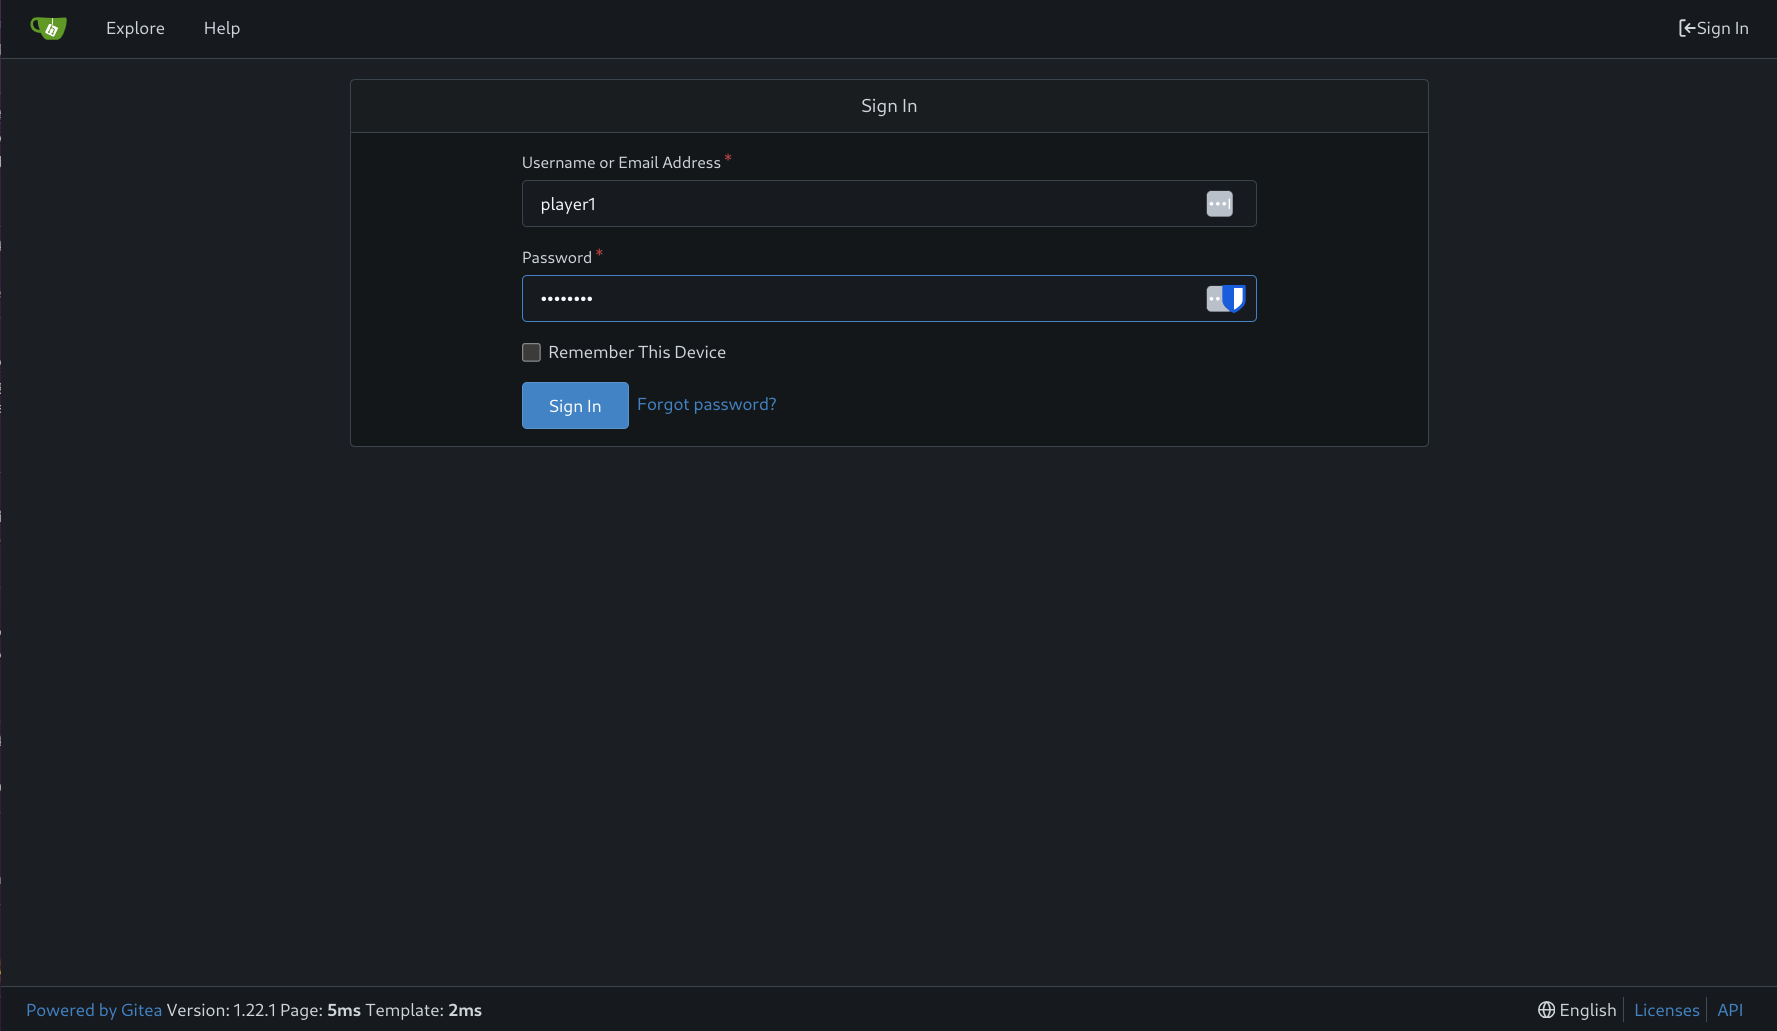 Explore Help Sign In
Sign In
Username or Email Address *
player1
Password *
••••••••
Remember This Device
Sign In Forgot password?
Powered by Gitea Version: 1.22.1 Page: 5ms Template: 2ms English Licenses API